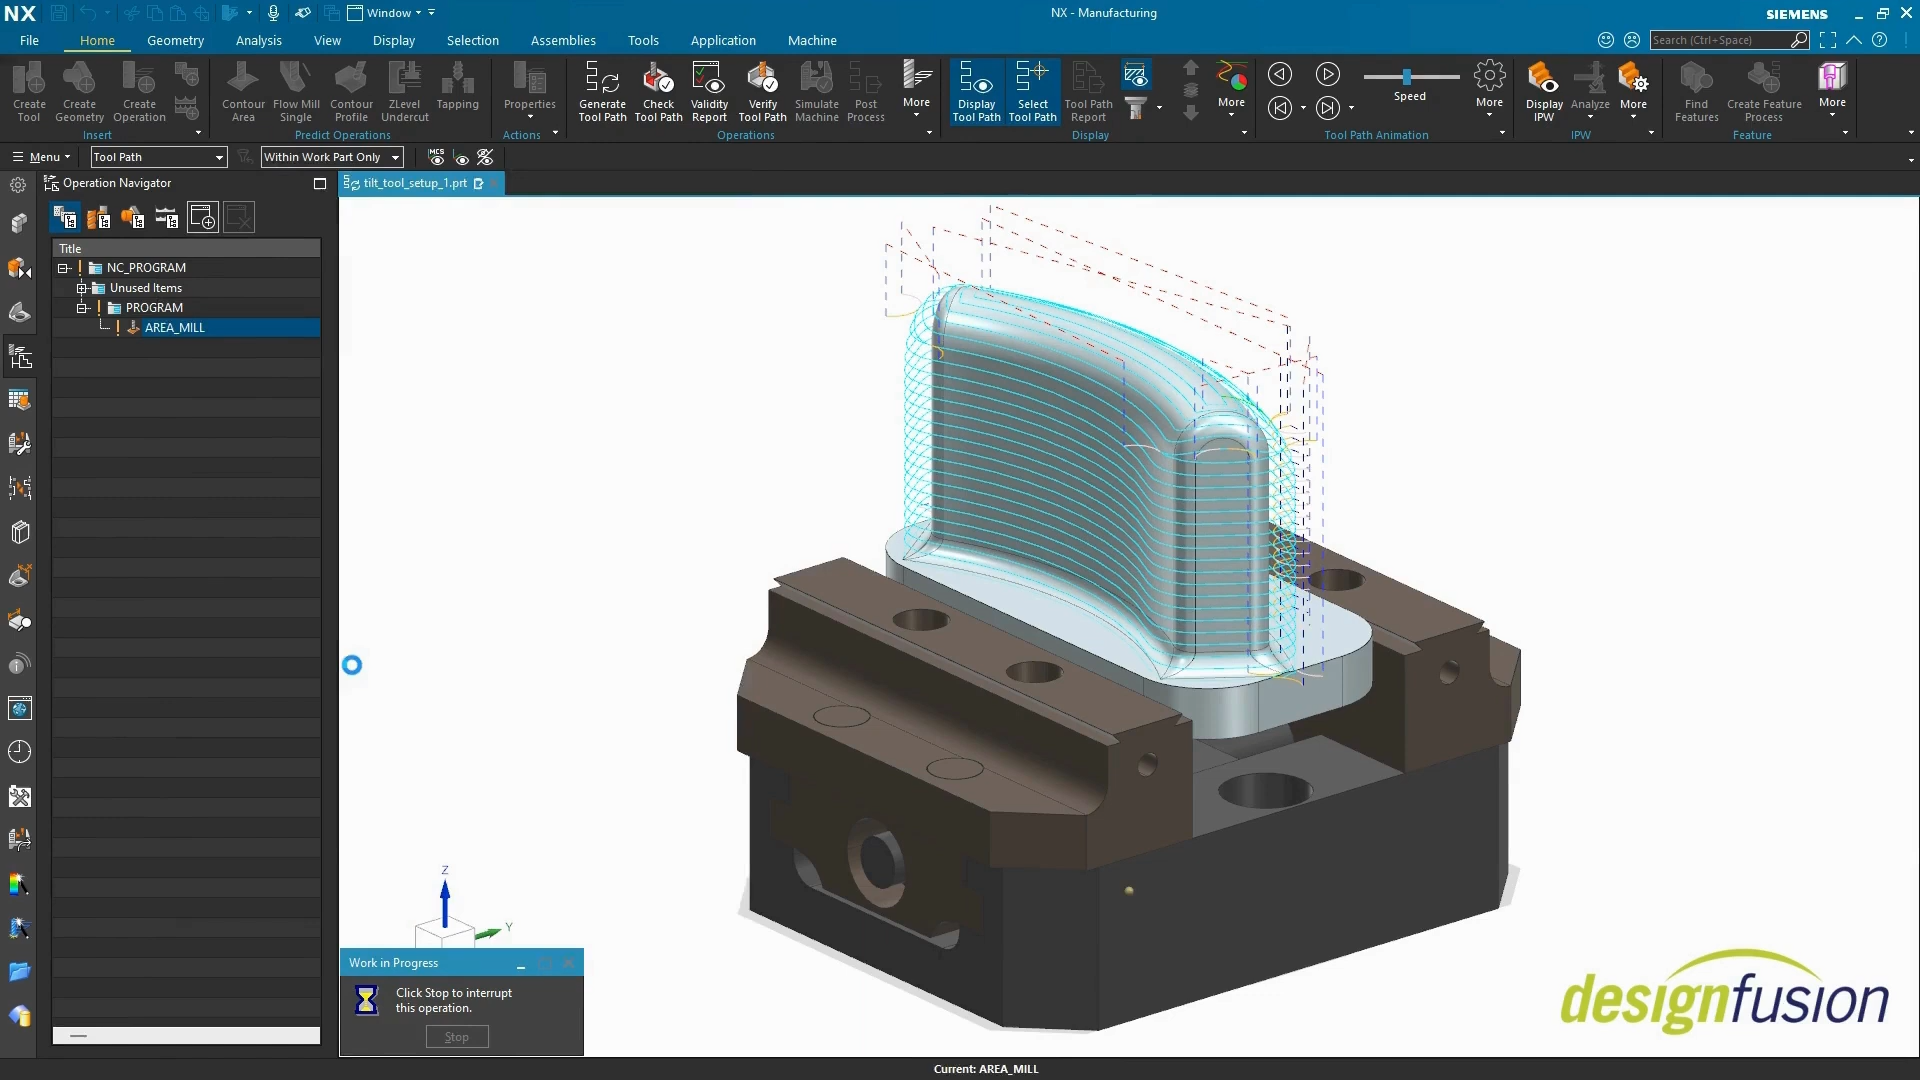 NX
Window
NX - Manufacturing
SIEMENS
File
Home
Geometry
Analysis
View
Display
Selection
Assemblies
Tools
Application
Machine
Search (Ctrl+Space)
Create Tool
Create Geometry
Create Operation
Contour Area
Flow Mill Single
Contour Profile
ZLevel Undercut
Tapping
Properties
Generate Tool Path
Check Tool Path
Validity Report
Verify Tool Path
Simulate Machine
Post Process
More
Display Tool Path
Select Tool Path
Tool Path Report
More
Speed
More
Display IPW
Analyze
More
Find Features
Create Feature Process
More
Insert
Predict Operations
Actions
Operations
Display
Tool Path Animation
IPW
Feature
Menu
Tool Path
Within Work Part Only
MCS
Operation Navigator
tilt_tool_setup_1.prt
Title
NC_PROGRAM
Unused Items
PROGRAM
AREA_MILL
Z
Y
Work in Progress
Click Stop to interrupt
this operation.
Stop
designfusion
Current: AREA_MILL